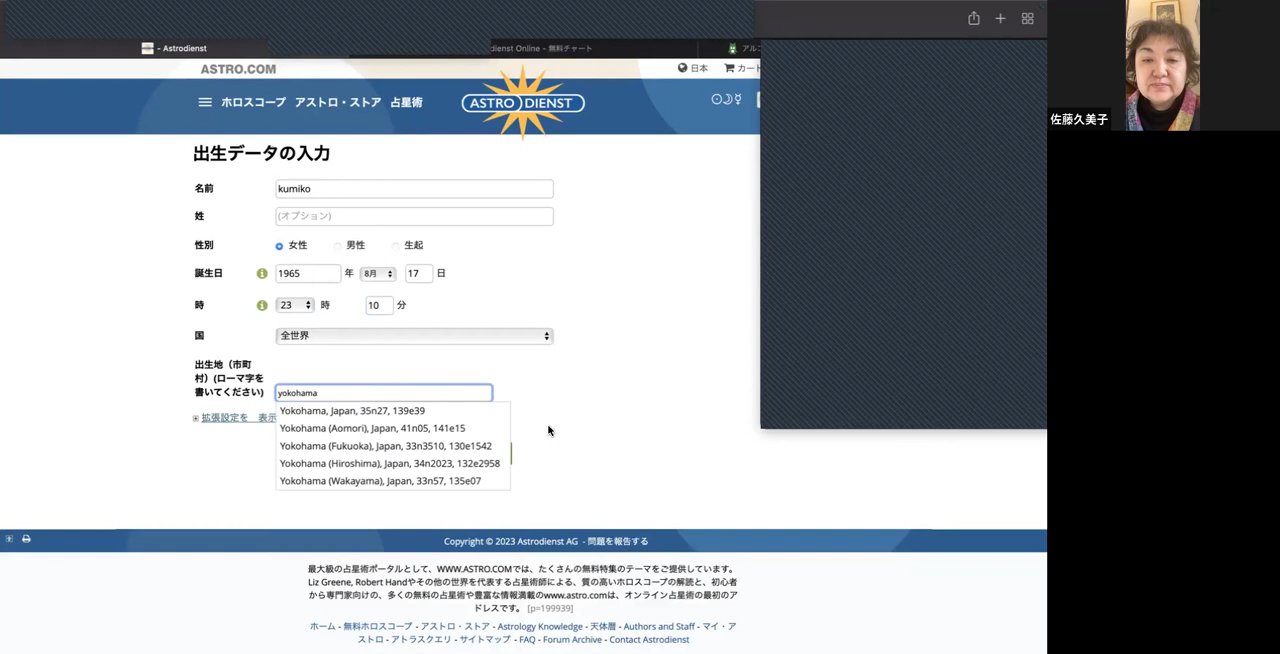 - Astrodienst
dienst Online - 無料チャート
アルゴ
ASTRO.COM
日本
カート
ホロスコープ アストロ・ストア 占星術
ASTRO DIENST
佐藤久美子
出生データの入力
名前 kumiko
姓 (オプション)
性別 女性 男性 生起
誕生日 1965 年 8月 17 日
時 23 時 10 分
国 全世界
出生地（市町
村）(ローマ字を
書いてください) yokohama
Yokohama, Japan, 35n27, 139e39
拡張設定を 表示
Yokohama (Aomori), Japan, 41n05, 141e15
Yokohama (Fukuoka), Japan, 33n3510, 130e1542
Yokohama (Hiroshima), Japan, 34n2023, 132e2958
Yokohama (Wakayama), Japan, 33n57, 135e07
Copyright © 2023 Astrodienst AG - 問題を報告する
最大級の占星術ポータルとして、WWW.ASTRO.COMでは、たくさんの無料特集のテーマをご提供しています。
Liz Greene, Robert Handやその他の世界を代表する占星術師による、質の高いホロスコープの解読と、初心者
から専門家向けの、多くの無料の占星術や豊富な情報満載のwww.astro.comは、オンライン占星術の最初のア
ドレスです。 [p=199939]
ホーム - 無料ホロスコープ - アストロ・ストア - Astrology Knowledge - 天体暦 - Authors and Staff - マイ・ア
ストロ - アトラスクエリ - サイトマップ - FAQ - Forum Archive - Contact Astrodienst